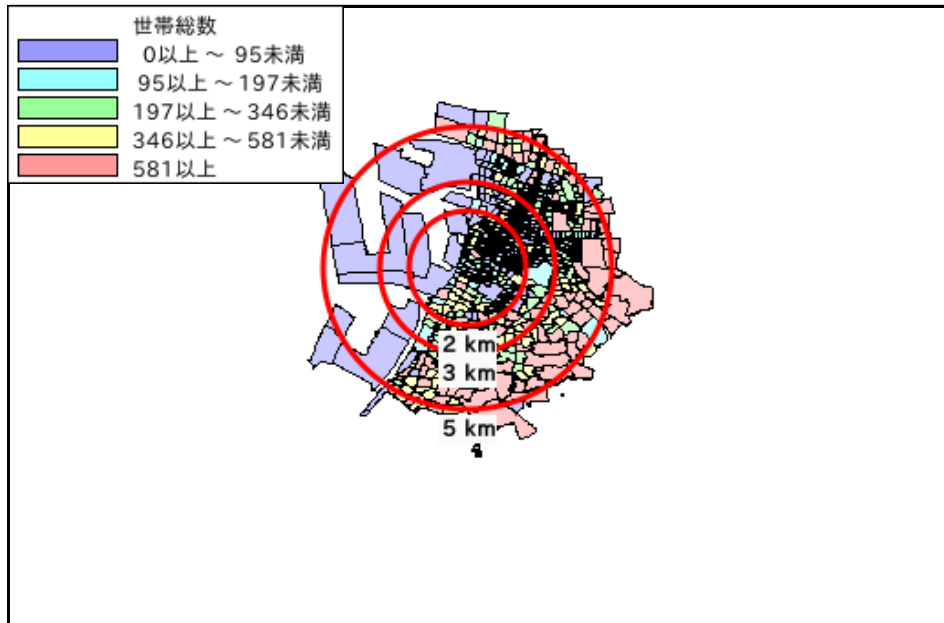 世帯総数
0以上 ～ 95未満
95以上 ～ 197未満
197以上 ～ 346未満
346以上 ～ 581未満
581以上
2 km
3 km
5 km